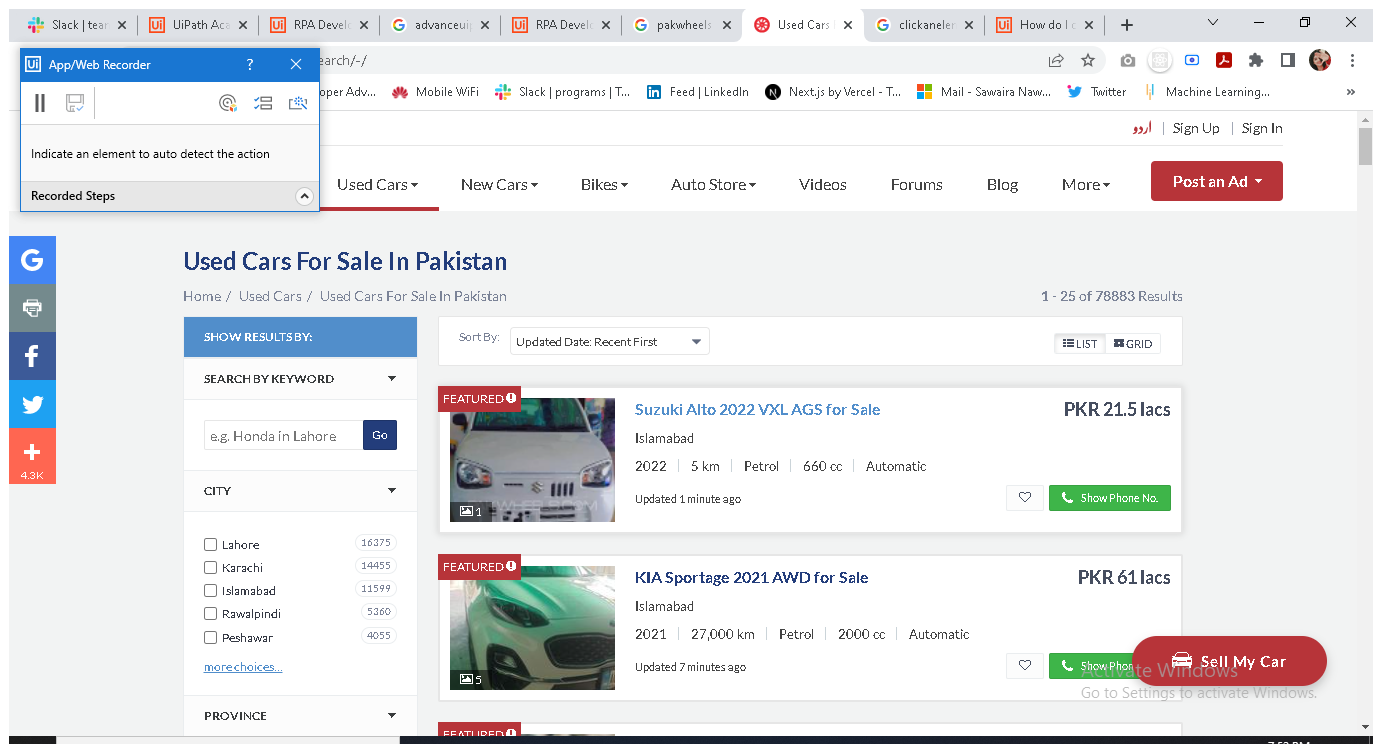 Slack | tear
UiPath Aca
RPA Develo
advanceui
RPA Develo
pakwheels
Used Cars
clickaneler
How do I c
App/Web Recorder
?
earch/-/
oper Adv...
Mobile WiFi
Slack | programs | T...
Feed | LinkedIn
Next.js by Vercel - T...
Mail - Sawaira Naw...
Twitter
Machine Learning...
»
Indicate an element to auto detect the action
Recorded Steps
اردو
Sign Up
Sign In
Used Cars
New Cars
Bikes
Auto Store
Videos
Forums
Blog
More
Post an Ad
Used Cars For Sale In Pakistan
Home / Used Cars / Used Cars For Sale In Pakistan
1 - 25 of 78883 Results
4.3K
SHOW RESULTS BY:
SEARCH BY KEYWORD
e.g. Honda in Lahore
Go
CITY
Lahore 16375
Karachi 14455
Islamabad 11599
Rawalpindi 5360
Peshawar 4055
more choices...
PROVINCE
Sort By:
Updated Date: Recent First
LIST
GRID
FEATURED
1
Suzuki Alto 2022 VXL AGS for Sale
PKR 21.5 lacs
Islamabad
2022 | 5 km | Petrol | 660 cc | Automatic
Updated 1 minute ago
Show Phone No.
FEATURED
5
KIA Sportage 2021 AWD for Sale
PKR 61 lacs
Islamabad
2021 | 27,000 km | Petrol | 2000 cc | Automatic
Updated 7 minutes ago
Show Phon
Sell My Car
Activate Windows
Go to Settings to activate Windows.
FEATURED